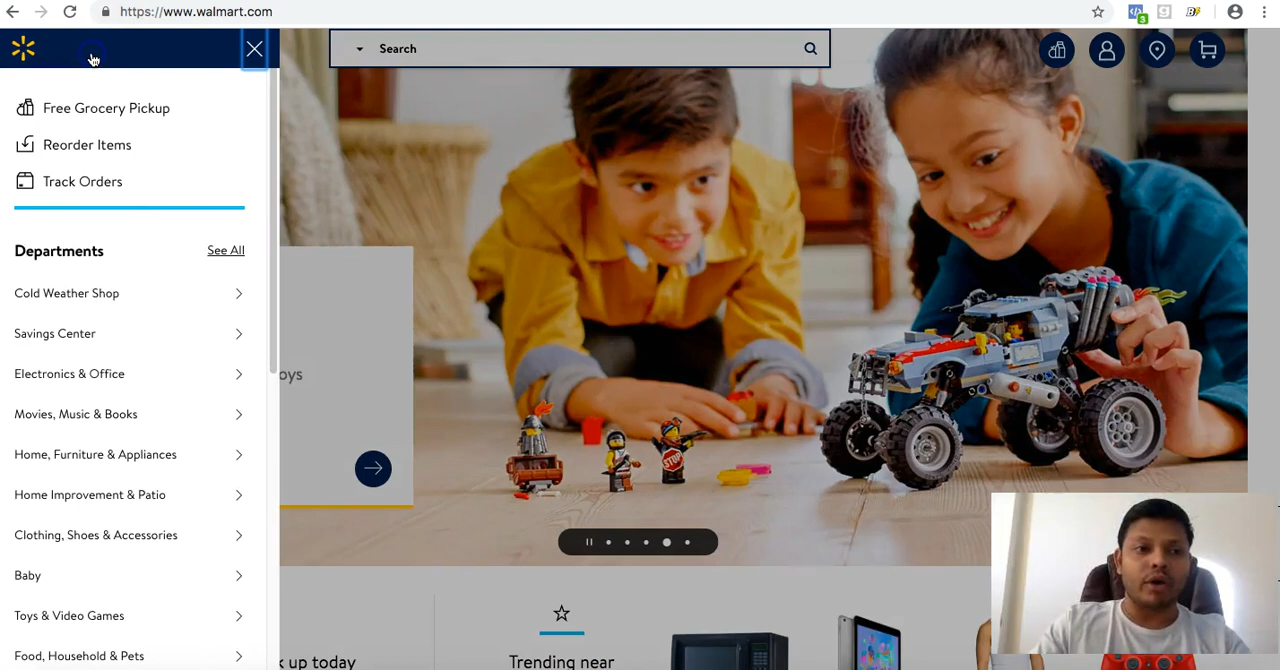 https://www.walmart.com
3
Search
Free Grocery Pickup
Reorder Items
Track Orders
Departments See All
Cold Weather Shop
Savings Center
Electronics & Office
Movies, Music & Books
Home, Furniture & Appliances
Home Improvement & Patio
Clothing, Shoes & Accessories
Baby
Toys & Video Games
Food, Household & Pets
oys
STOP
k up today
Trending near